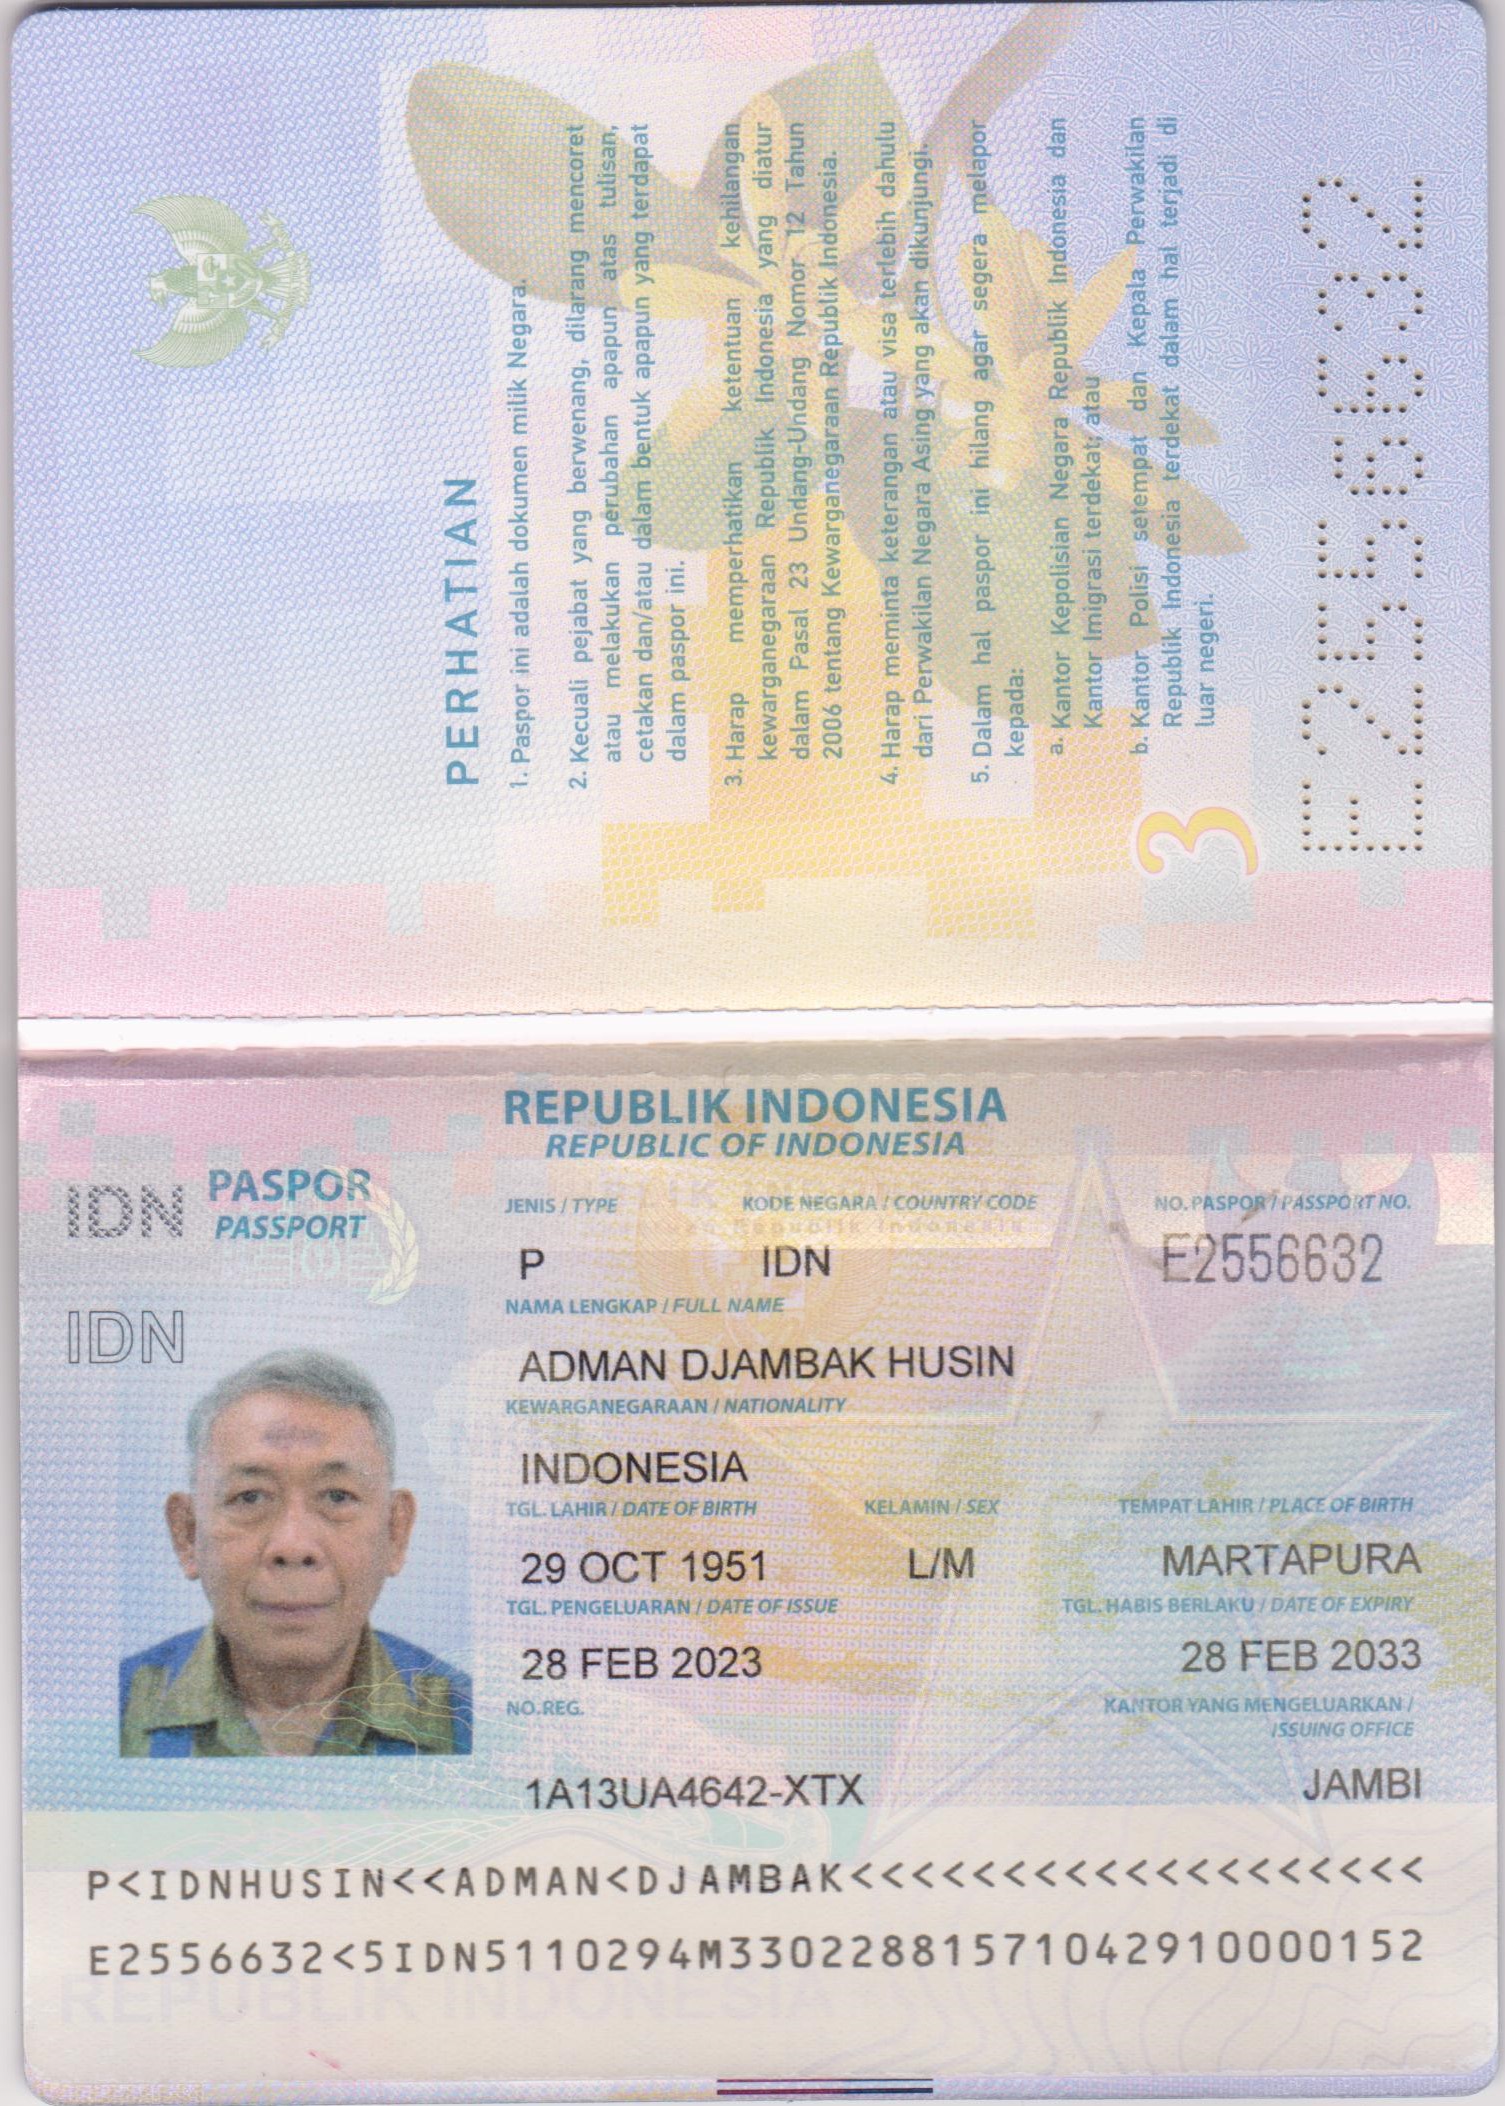 PERHATIAN
1. Paspor ini adalah dokumen milik Negara.
2. Kecuali pejabat yang berwenang, dilarang mencoret
atau melakukan perubahan apapun atas tulisan,
cetakan dan/atau dalam bentuk apapun yang terdapat
dalam paspor ini.
3. Harap memperhatikan ketentuan kehilangan
kewarganegaraan Republik Indonesia yang diatur
dalam Pasal 23 Undang-Undang Nomor 12 Tahun
2006 tentang Kewarganegaraan Republik Indonesia.
4. Harap meminta keterangan atau visa terlebih dahulu
dari Perwakilan Negara Asing yang akan dikunjungi.
5. Dalam hal paspor ini hilang agar segera melapor
kepada:
a. Kantor Kepolisian Negara Republik Indonesia dan
Kantor Imigrasi terdekat; atau
b. Kantor Polisi setempat dan Kepala Perwakilan
Republik Indonesia terdekat dalam hal terjadi di
luar negeri.
3
E2556632
REPUBLIK INDONESIA
REPUBLIC OF INDONESIA
IDN PASPOR
PASSPORT
IDN
JENIS / TYPE KODE NEGARA / COUNTRY CODE NO. PASPOR / PASSPORT NO.
P IDN E2556632
NAMA LENGKAP / FULL NAME
ADMAN DJAMBAK HUSIN
KEWARGANEGARAAN / NATIONALITY
INDONESIA
TGL. LAHIR / DATE OF BIRTH KELAMIN / SEX TEMPAT LAHIR / PLACE OF BIRTH
29 OCT 1951 L/M MARTAPURA
TGL. PENGELUARAN / DATE OF ISSUE TGL. HABIS BERLAKU / DATE OF EXPIRY
28 FEB 2023 28 FEB 2033
NO.REG. KANTOR YANG MENGELUARKAN /
ISSUING OFFICE
1A13UA4642-XTX JAMBI
P<IDNHUSIN<<ADMAN<DJAMBAK<<<<<<<<<<<<<<<<<<<
E2556632<5IDN5110294M33022881571042910000152
REPUBLIK INDONESIA